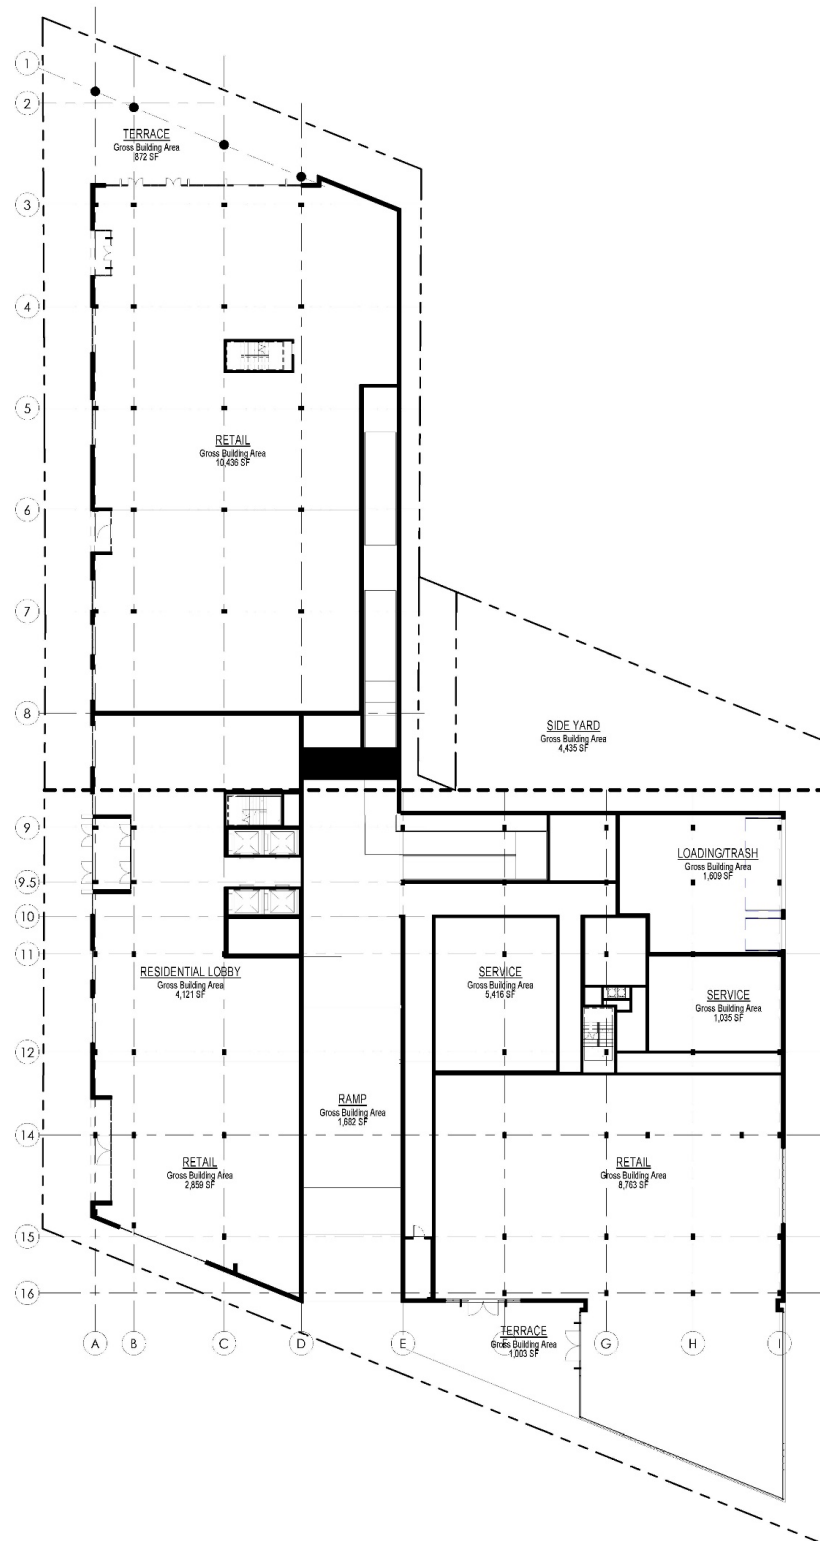 1
2
TERRACE
Gross Building Area
872 SF
3
4
5
RETAIL
Gross Building Area
10,436 SF
6
7
8
SIDE YARD
Gross Building Area
4,435 SF
9
LOADING/TRASH
Gross Building Area
1,609 SF
9.5
10
11
RESIDENTIAL LOBBY
Gross Building Area
4,121 SF
SERVICE
Gross Building Area
5,416 SF
SERVICE
Gross Building Area
1,035 SF
12
RAMP
Gross Building Area
1,682 SF
14
RETAIL
Gross Building Area
2,859 SF
RETAIL
Gross Building Area
8,763 SF
15
16
TERRACE
Gross Building Area
1,003 SF
A B C D E F G H I